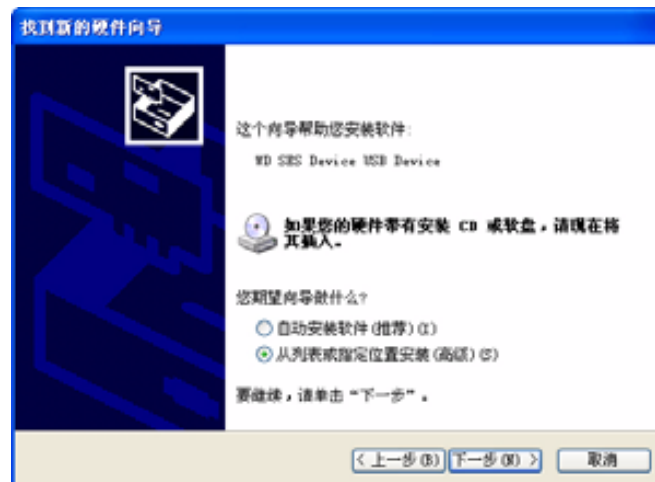 找到新的硬件向导
这个向导帮助您安装软件:
WD SES Device USB Device
如果您的硬件带有安装 CD 或软盘，请现在将
其插入。
您期望向导做什么?
自动安装软件(推荐)(I)
从列表或指定位置安装(高级)(S)
要继续，请单击“下一步”。
< 上一步(B)
下一步(N) >
取消